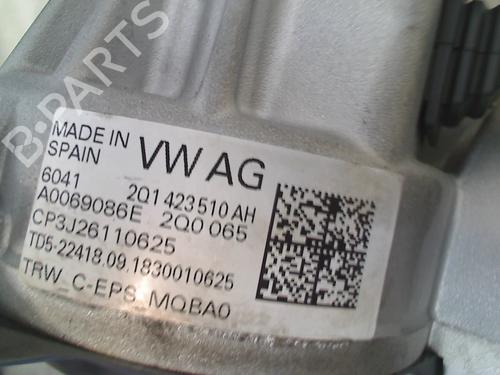 B-PARTS
MADE IN
SPAIN
VW AG
6041
2Q1 423 510 AH
A0069086E 2Q0 065
CP3J26110625
TD5-22418.09.1830010625
TRW_C-EPS_MQBA0